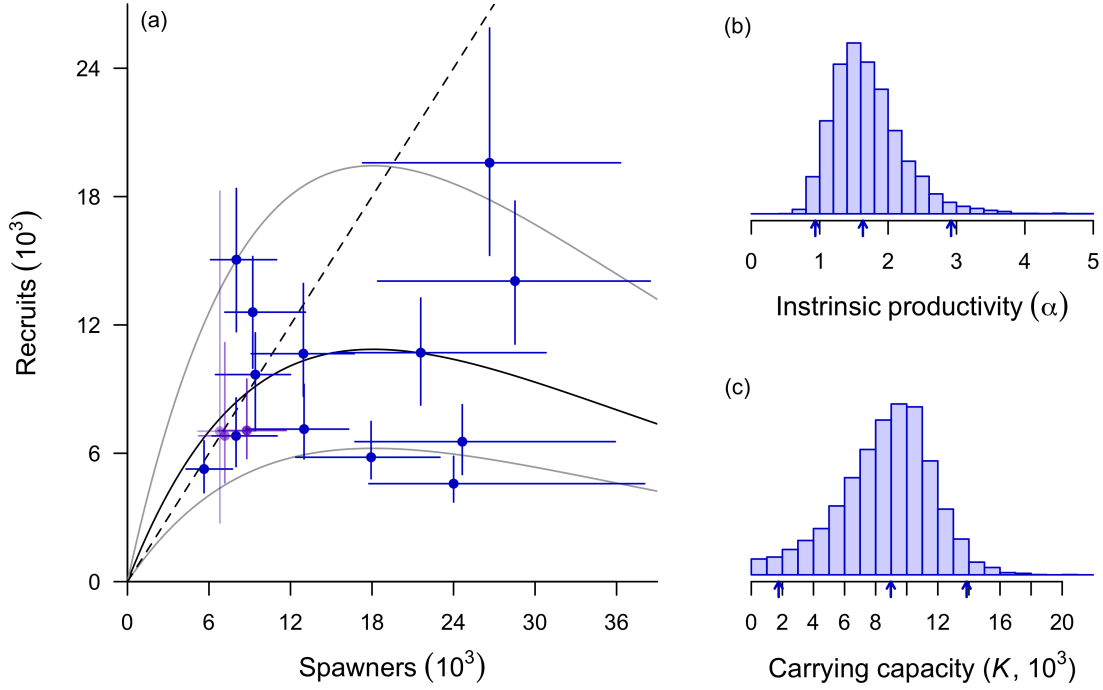 (a)
24
18
12
6
0
Recruits (10³)
0 6 12 18 24 30 36
Spawners (10³)
(b)
0 1 2 3 4 5
Instrinsic productivity (α)
(c)
0 2 4 6 8 12 16 20
Carrying capacity (K, 10³)